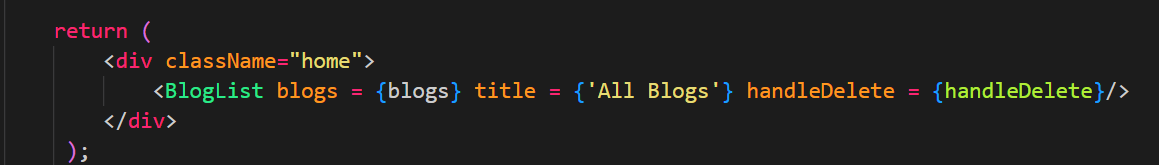 return (
<div className="home">
<BlogList blogs = {blogs} title = {'All Blogs'} handleDelete = {handleDelete}/>
</div>
);